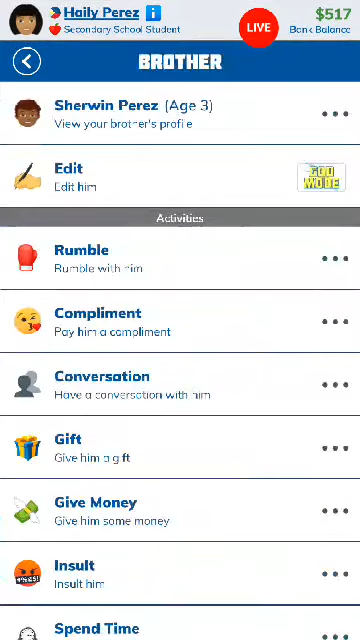 Haily Perez
Secondary School Student
LIVE
$517
Bank Balance
BROTHER
Sherwin Perez (Age 3)
View your brother's profile
Edit
Edit him
GOD
MODE
Activities
Rumble
Rumble with him
Compliment
Pay him a compliment
Conversation
Have a conversation with him
Gift
Give him a gift
Give Money
Give him some money
Insult
Insult him
Spend Time